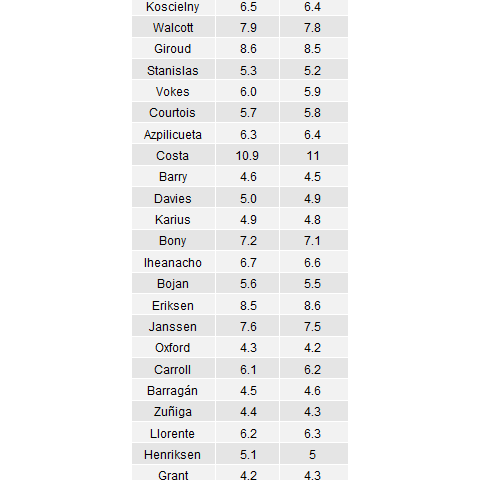 Koscielny 6.5 6.4
Walcott 7.9 7.8
Giroud 8.6 8.5
Stanislas 5.3 5.2
Vokes 6.0 5.9
Courtois 5.7 5.8
Azpilicueta 6.3 6.4
Costa 10.9 11
Barry 4.6 4.5
Davies 5.0 4.9
Karius 4.9 4.8
Bony 7.2 7.1
Iheanacho 6.7 6.6
Bojan 5.6 5.5
Eriksen 8.5 8.6
Janssen 7.6 7.5
Oxford 4.3 4.2
Carroll 6.1 6.2
Barragán 4.5 4.6
Zuñiga 4.4 4.3
Llorente 6.2 6.3
Henriksen 5.1 5
Grant 4.2 4.3